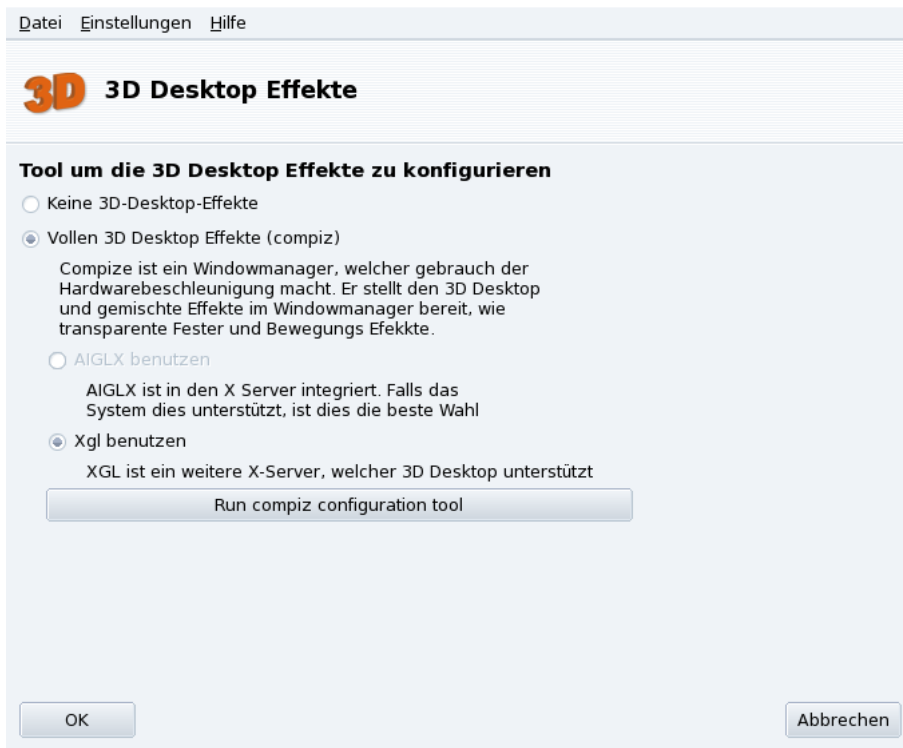 Datei Einstellungen Hilfe
3D 3D Desktop Effekte
Tool um die 3D Desktop Effekte zu konfigurieren
Keine 3D-Desktop-Effekte
Vollen 3D Desktop Effekte (compiz)
Compize ist ein Windowmanager, welcher gebrauch der
Hardwarebeschleunigung macht. Er stellt den 3D Desktop
und gemischte Effekte im Windowmanager bereit, wie
transparente Fester und Bewegungs Efekkte.
AIGLX benutzen
AIGLX ist in den X Server integriert. Falls das
System dies unterstützt, ist dies die beste Wahl
Xgl benutzen
XGL ist ein weitere X-Server, welcher 3D Desktop unterstützt
Run compiz configuration tool
OK Abbrechen